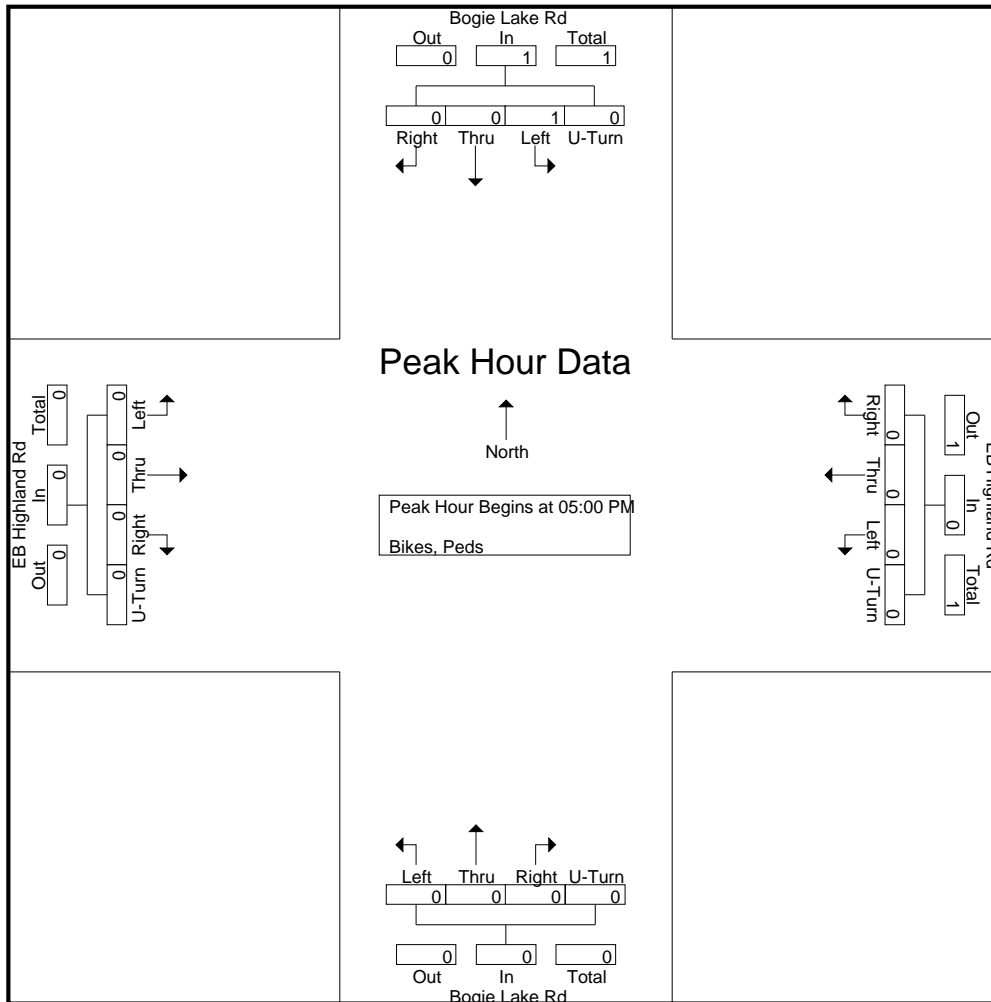 Bogie Lake Rd
Out In Total
0 1 1
0 0 1 0
Right Thru Left U-Turn
Peak Hour Data
North
Peak Hour Begins at 05:00 PM
Bikes, Peds
EB Highland Rd
Total In Out
0 0 0
0 0 0 0
Left Thru Right U-Turn
Right Thru Left U-Turn
0 0 0 0
Out In Total
1 0 1
EB Highland Rd
Left Thru Right U-Turn
0 0 0 0
0 0 0
Out In Total
Bogie Lake Rd